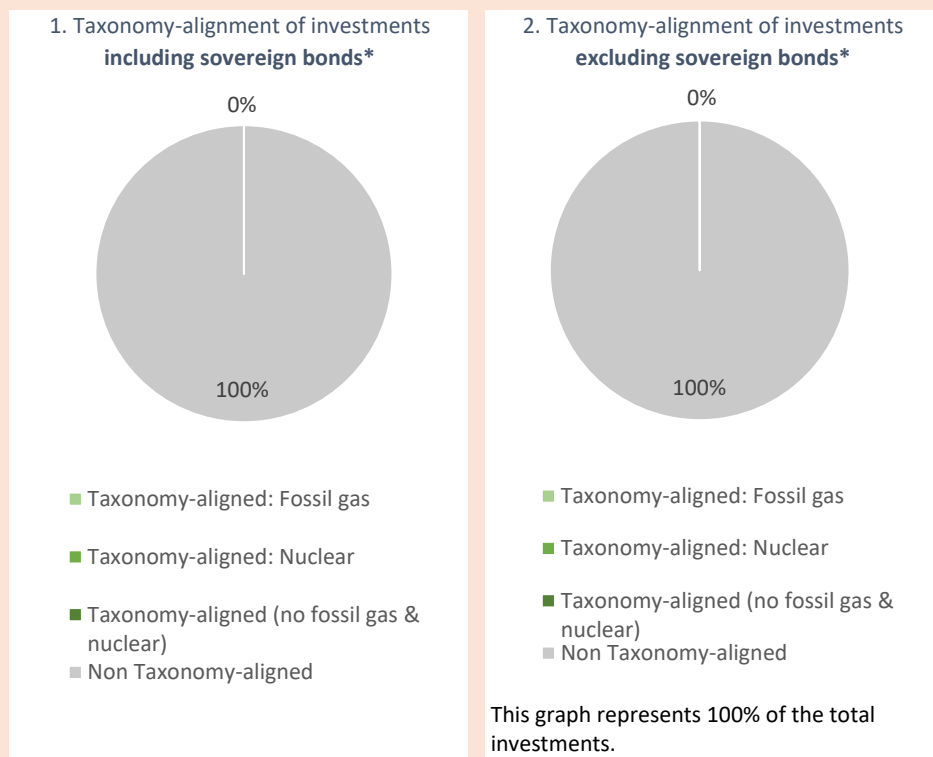 1. Taxonomy-alignment of investments
including sovereign bonds*
0%
100%
Taxonomy-aligned: Fossil gas
Taxonomy-aligned: Nuclear
Taxonomy-aligned (no fossil gas &
nuclear)
Non Taxonomy-aligned
2. Taxonomy-alignment of investments
excluding sovereign bonds*
0%
100%
Taxonomy-aligned: Fossil gas
Taxonomy-aligned: Nuclear
Taxonomy-aligned (no fossil gas &
nuclear)
Non Taxonomy-aligned
This graph represents 100% of the total
investments.